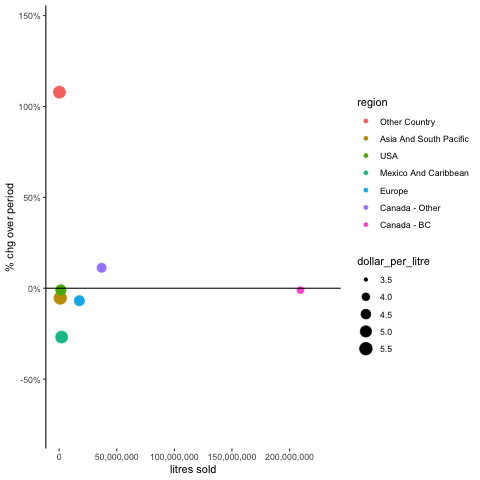 150%
100%
50%
0%
-50%
% chg over period
0
50,000,000
100,000,000
150,000,000
200,000,000
litres sold
region
Other Country
Asia And South Pacific
USA
Mexico And Caribbean
Europe
Canada - Other
Canada - BC
dollar_per_litre
3.5
4.0
4.5
5.0
5.5